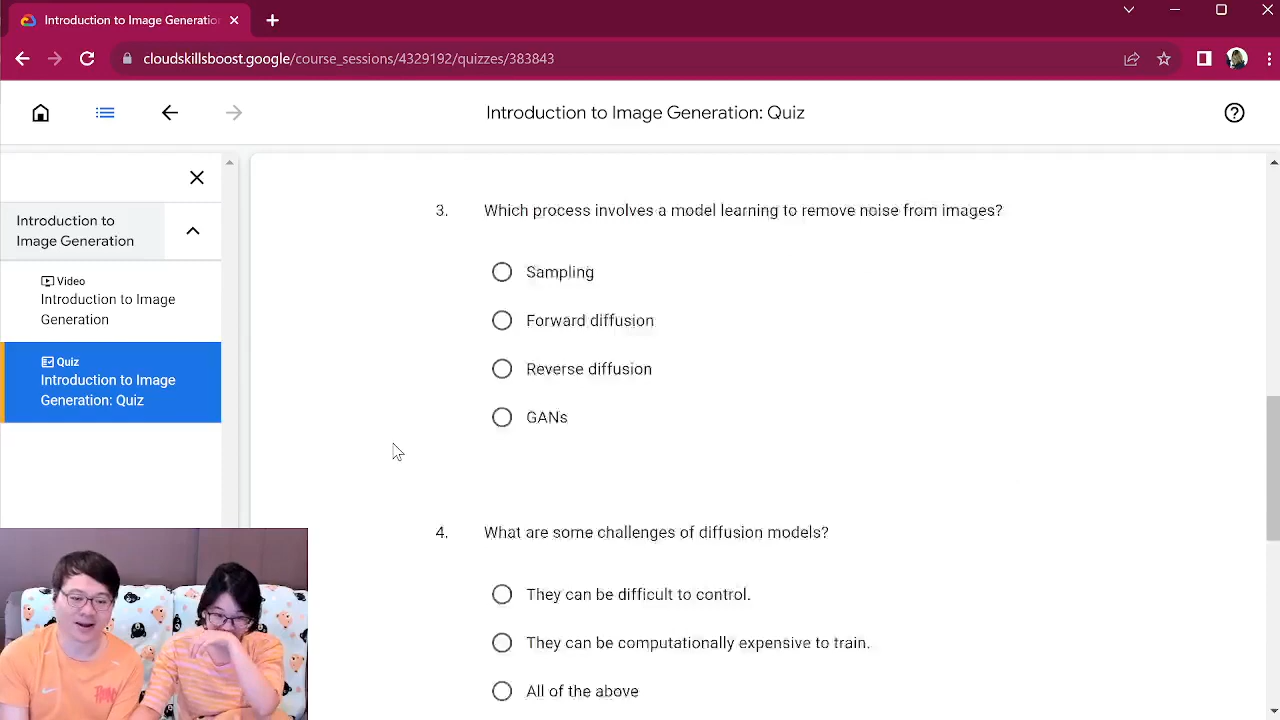 Introduction to Image Generatio
cloudskillsboost.google/course_sessions/4329192/quizzes/383843
Introduction to Image Generation: Quiz
Introduction to
Image Generation
Video
Introduction to Image
Generation
Quiz
Introduction to Image
Generation: Quiz
3. Which process involves a model learning to remove noise from images?
Sampling
Forward diffusion
Reverse diffusion
GANs
4. What are some challenges of diffusion models?
They can be difficult to control.
They can be computationally expensive to train.
All of the above